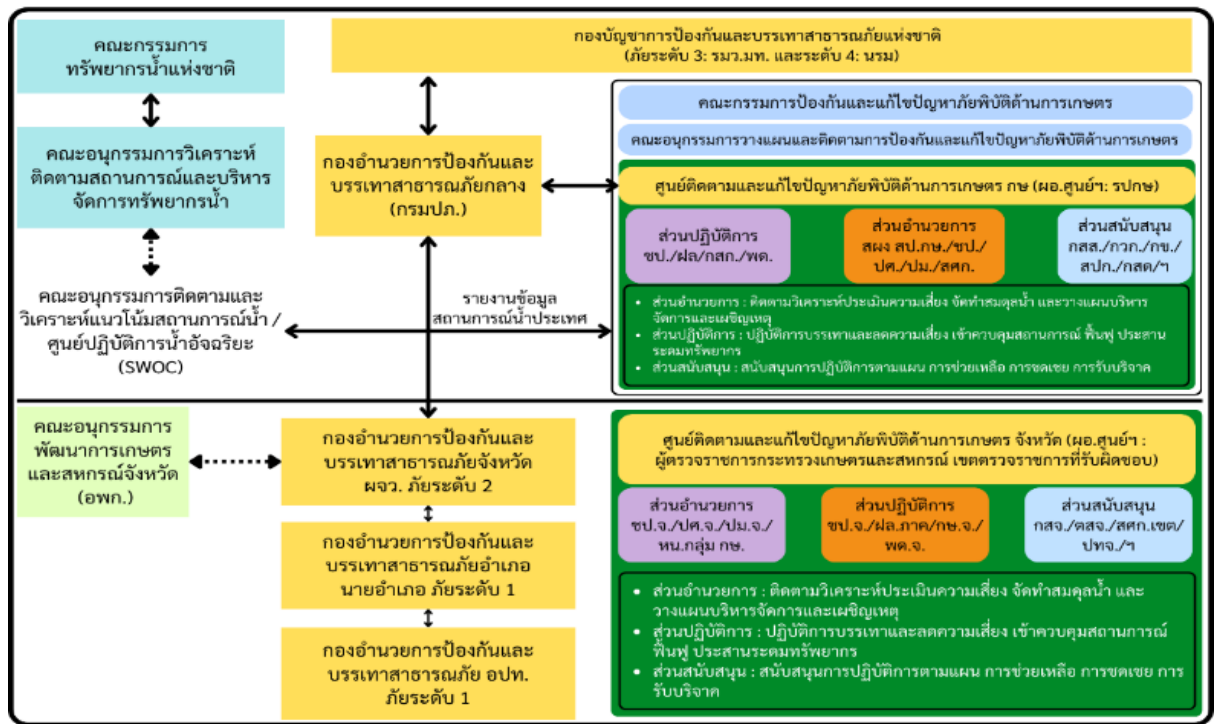 คณะกรรมการ
ทรัพยากรน้ำแห่งชาติ
กองบัญชาการป้องกันและบรรเทาสาธารณภัยแห่งชาติ
(ภัยระดับ 3: รมว.มท. และระดับ 4: นรม)
คณะกรรมการป้องกันและแก้ไขปัญหาภัยพิบัติด้านการเกษตร
คณะอนุกรรมการวางแผนและติดตามการป้องกันและแก้ไขปัญหาภัยพิบัติด้านการเกษตร
คณะอนุกรรมการวิเคราะห์
ติดตามสถานการณ์และบริหาร
จัดการทรัพยากรน้ำ
กองอำนวยการป้องกันและ
บรรเทาสาธารณภัยกลาง
(กรมปภ.)
ศูนย์ติดตามและแก้ไขปัญหาภัยพิบัติด้านการเกษตร กษ (ผอ.ศูนย์ฯ: รปกษ)
ส่วนปฏิบัติการ
ชป./ฝล/กสก./พด.
ส่วนอำนวยการ
สผง สป.กษ./ชป./
ปศ./ปม./สศก.
ส่วนสนับสนุน
กสส./กวก./กข./
สปก./กสด/ฯ
คณะอนุกรรมการติดตามและ
วิเคราะห์แนวโน้มสถานการณ์น้ำ /
ศูนย์ปฏิบัติการน้ำอัจฉริยะ
(SWOC)
รายงานข้อมูล
สถานการณ์น้ำประเทศ
• ส่วนอำนวยการ : ติดตามวิเคราะห์ประเมินความเสี่ยง จัดทำสมดุลน้ำ และวางแผนบริหาร
จัดการและเผชิญเหตุ
• ส่วนปฏิบัติการ : ปฏิบัติการบรรเทาและลดความเสี่ยง เข้าควบคุมสถานการณ์ ฟื้นฟู ประสาน
ระดมทรัพยากร
• ส่วนสนับสนุน : สนับสนุนการปฏิบัติการตามแผน การช่วยเหลือ การชดเชย การรับบริจาค
คณะอนุกรรมการ
พัฒนาการเกษตร
และสหกรณ์จังหวัด
(อพก.)
กองอำนวยการป้องกันและ
บรรเทาสาธารณภัยจังหวัด
ผจว. ภัยระดับ 2
กองอำนวยการป้องกันและ
บรรเทาสาธารณภัยอำเภอ
นายอำเภอ ภัยระดับ 1
กองอำนวยการป้องกันและ
บรรเทาสาธารณภัย อปท.
ภัยระดับ 1
ศูนย์ติดตามและแก้ไขปัญหาภัยพิบัติด้านการเกษตร จังหวัด (ผอ.ศูนย์ฯ :
ผู้ตรวจราชการกระทรวงเกษตรและสหกรณ์ เขตตรวจราชการที่รับผิดชอบ)
ส่วนอำนวยการ
ชป.จ./ปศ.จ./ปม.จ./
หน.กลุ่ม กษ.
ส่วนปฏิบัติการ
ชป.จ./ฝล.ภาค/กษ.จ./
พด.จ.
ส่วนสนับสนุน
กสจ./ตสจ./สศก.เขต/
ปทจ./ฯ
• ส่วนอำนวยการ : ติดตามวิเคราะห์ประเมินความเสี่ยง จัดทำสมดุลน้ำ และ
วางแผนบริหารจัดการและเผชิญเหตุ
• ส่วนปฏิบัติการ : ปฏิบัติการบรรเทาและลดความเสี่ยง เข้าควบคุมสถานการณ์
ฟื้นฟู ประสานระดมทรัพยากร
• ส่วนสนับสนุน : สนับสนุนการปฏิบัติการตามแผน การช่วยเหลือ การชดเชย การ
รับบริจาค